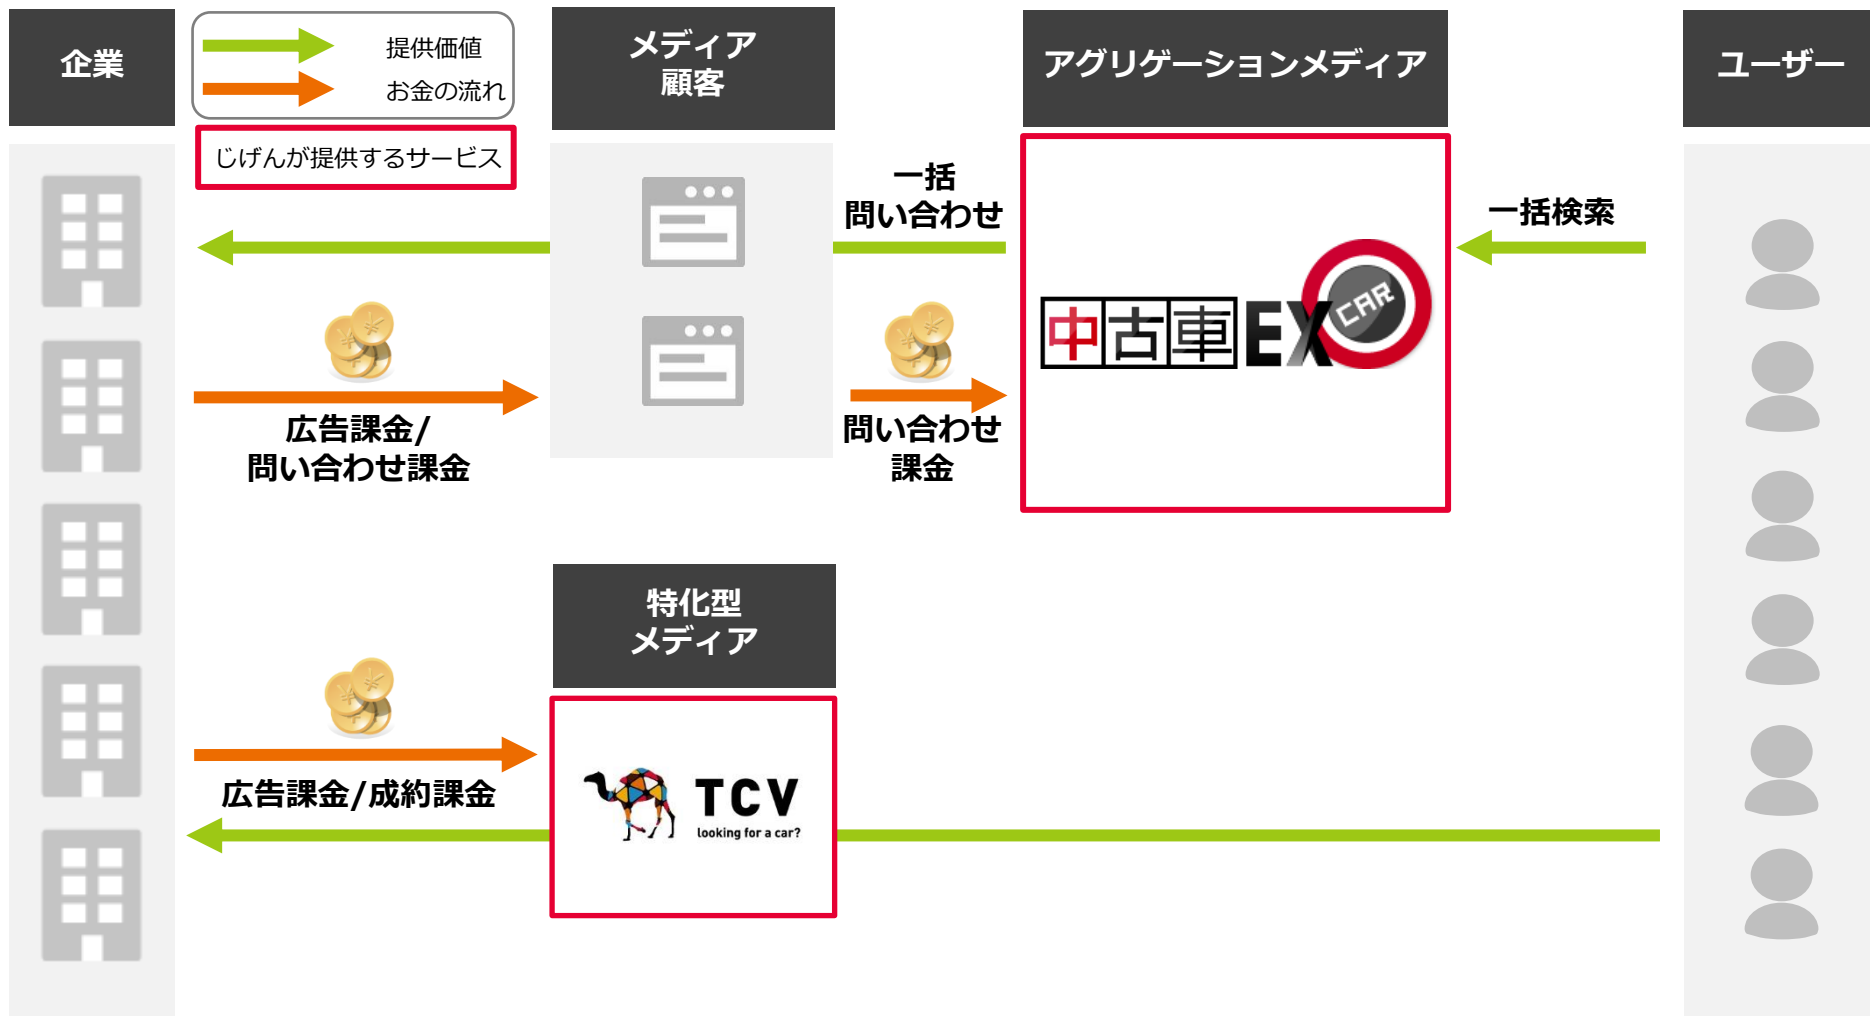 企業
提供価値
お金の流れ
じげんが提供するサービス
メディア
顧客
アグリゲーションメディア
ユーザー
一括
問い合わせ
一括検索
中古車EX
CAR
広告課金/
問い合わせ課金
問い合わせ
課金
特化型
メディア
広告課金/成約課金
TCV
looking for a car?